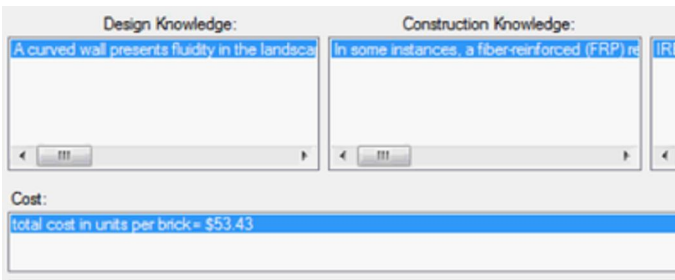 Design Knowledge:
Construction Knowledge:
A curved wall presents fluidity in the landsca
In some instances, a fiber-reinforced (FRP) re
Cost:
total cost in units per brick= $53.43